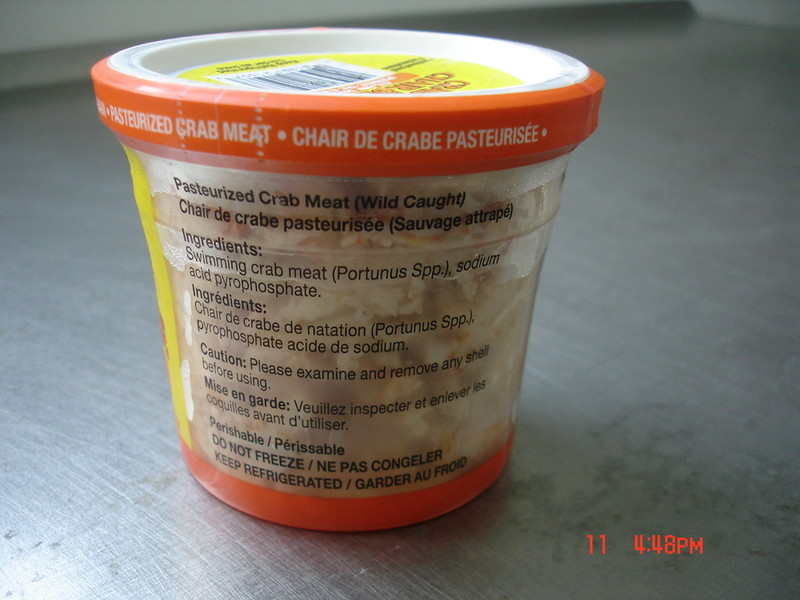 • PASTEURIZED CRAB MEAT • CHAIR DE CRABE PASTEURISÉE •
Pasteurized Crab Meat (Wild Caught)
Chair de crabe pasteurisée (Sauvage attrapé)
Ingredients:
Swimming crab meat (Portunus Spp.), sodium
acid pyrophosphate.
Ingrédients:
Chair de crabe de natation (Portunus Spp.),
pyrophosphate acide de sodium.
Caution: Please examine and remove any shell
before using.
Mise en garde: Veuillez inspecter et enlever les
coquilles avant d'utiliser.
Perishable / Périssable
DO NOT FREEZE / NE PAS CONGELER
KEEP REFRIGERATED / GARDER AU FROID
11 4:48PM